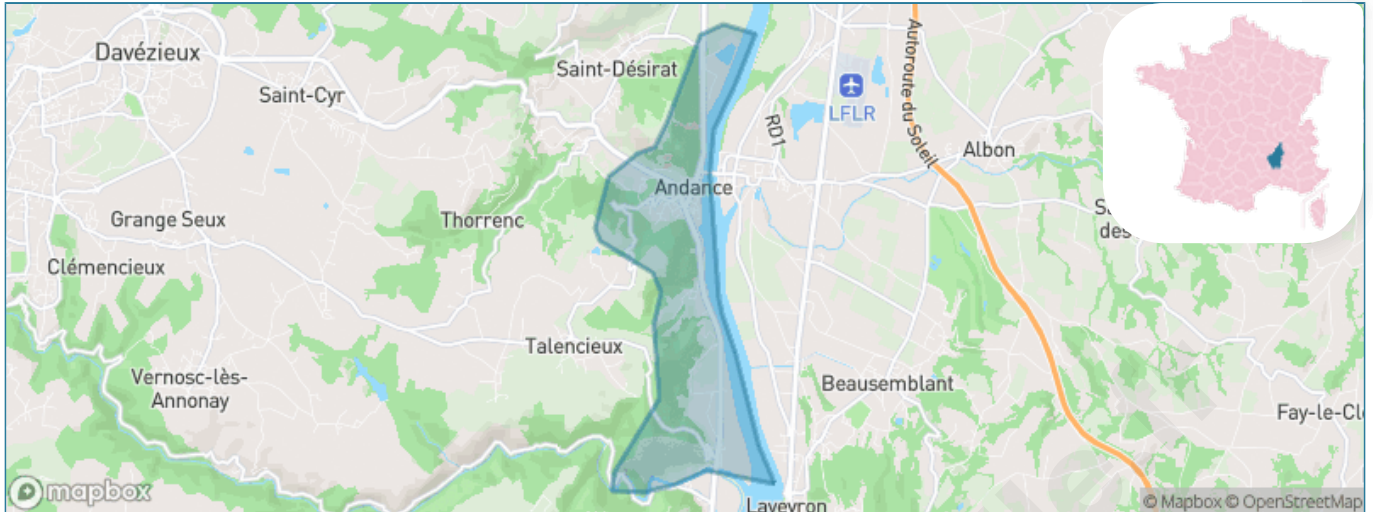 Davézieux
Saint-Cyr
Saint-Désirat
RD1
LFLR
Autoroute du Soleil
Albon
Andance
Grange Seux
Thorrenc
des
Clémencieux
Talencieux
Vernosc-lès-
Annonay
Beausemblant
Fay-le-Cl
Laveyron
mapbox
© Mapbox © OpenStreetMap